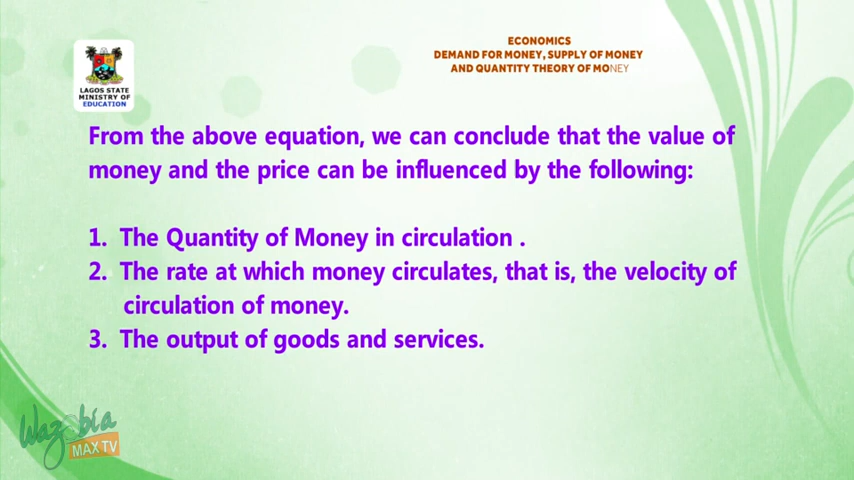 ECONOMICS
DEMAND FOR MONEY, SUPPLY OF MONEY
AND QUANTITY THEORY OF MONEY
LAGOS STATE
MINISTRY OF
EDUCATION
From the above equation, we can conclude that the value of
money and the price can be influenced by the following:
1. The Quantity of Money in circulation .
2. The rate at which money circulates, that is, the velocity of
circulation of money.
3. The output of goods and services.
Wazobia
MAX TV